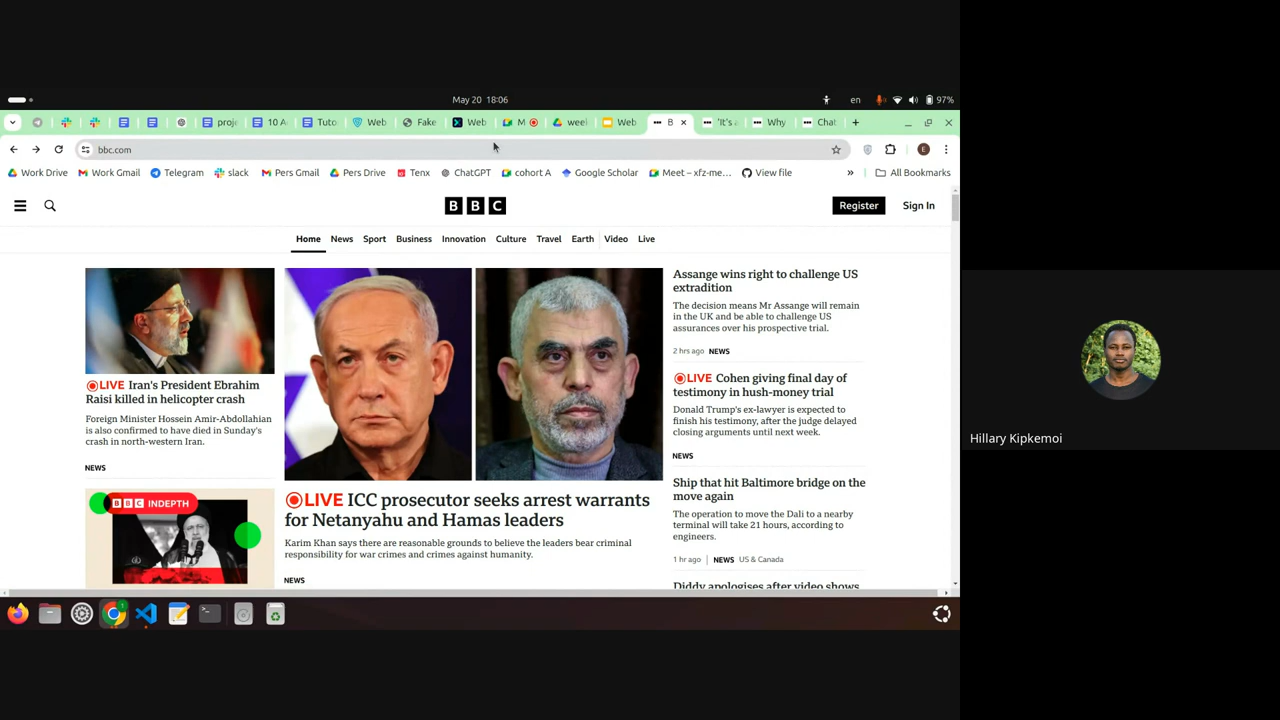 May 20 18:06
en
97%
proje
10 A
Tuto
Web
Fake
Web
M
week
Web
B
'It's a
Why
Chat
bbc.com
Work Drive
Work Gmail
Telegram
slack
Pers Gmail
Pers Drive
Tenx
ChatGPT
cohort A
Google Scholar
Meet – xfz-me...
View file
All Bookmarks
BBC
Register
Sign In
Home
News
Sport
Business
Innovation
Culture
Travel
Earth
Video
Live
LIVE Iran's President Ebrahim
Raisi killed in helicopter crash
Foreign Minister Hossein Amir-Abdollahian
is also confirmed to have died in Sunday's
crash in north-western Iran.
NEWS
BBC INDEPTH
LIVE ICC prosecutor seeks arrest warrants
for Netanyahu and Hamas leaders
Karim Khan says there are reasonable grounds to believe the leaders bear criminal
responsibility for war crimes and crimes against humanity.
NEWS
Assange wins right to challenge US
extradition
The decision means Mr Assange will remain
in the UK and be able to challenge US
assurances over his prospective trial.
2 hrs ago NEWS
LIVE Cohen giving final day of
testimony in hush-money trial
Donald Trump's ex-lawyer is expected to
finish his testimony, after the judge delayed
closing arguments until next week.
NEWS
Ship that hit Baltimore bridge on the
move again
The operation to move the Dali to a nearby
terminal will take 21 hours, according to
engineers.
1 hr ago NEWS US & Canada
Diddy apologises after video shows
Hillary Kipkemoi